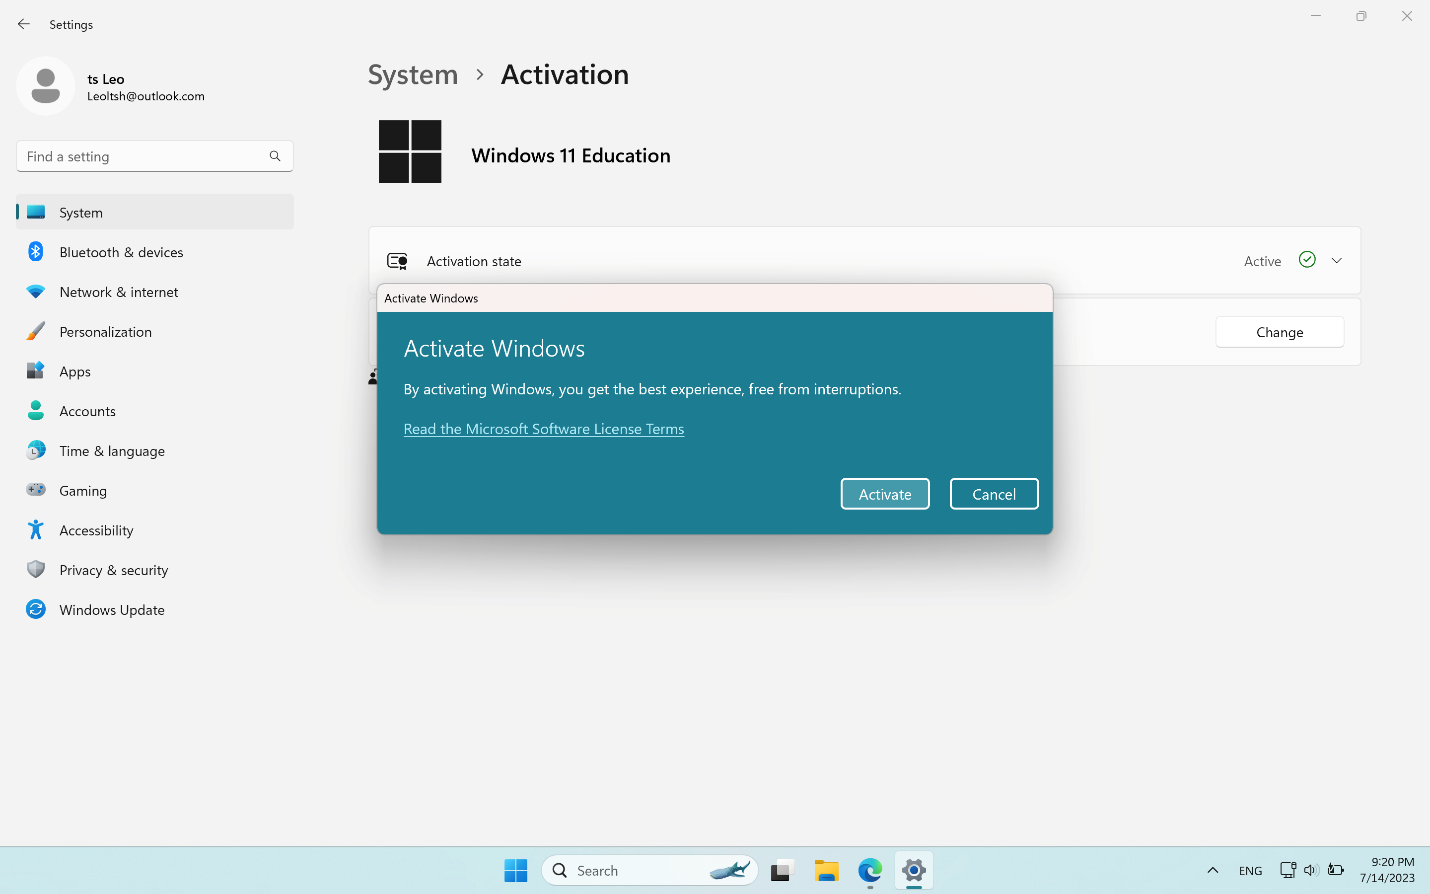 Settings
ts Leo
Leoltsh@outlook.com
Find a setting
System
Bluetooth & devices
Network & internet
Personalization
Apps
Accounts
Time & language
Gaming
Accessibility
Privacy & security
Windows Update
System > Activation
Windows 11 Education
Activation state
Active
Change
Activate Windows
Activate Windows
By activating Windows, you get the best experience, free from interruptions.
Read the Microsoft Software License Terms
Activate
Cancel
Search
ENG
9:20 PM
7/14/2023